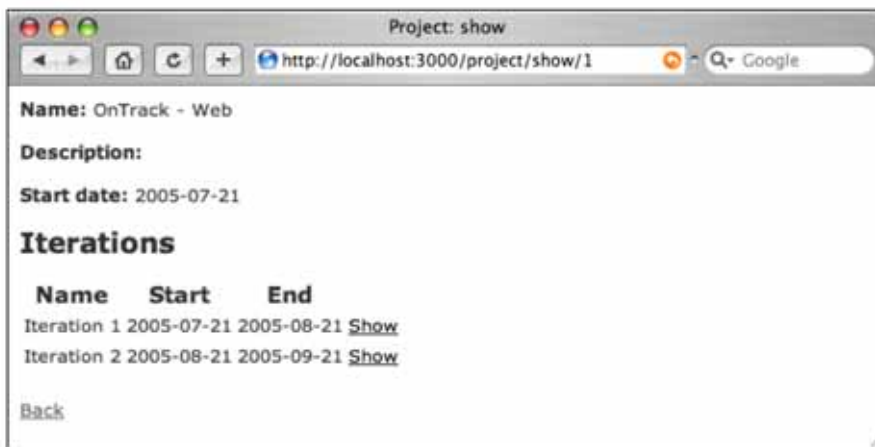 Project: show
http://localhost:3000/project/show/1
Google
Name: OnTrack - Web
Description:
Start date: 2005-07-21
Iterations
Name Start End
Iteration 1 2005-07-21 2005-08-21 Show
Iteration 2 2005-08-21 2005-09-21 Show
Back